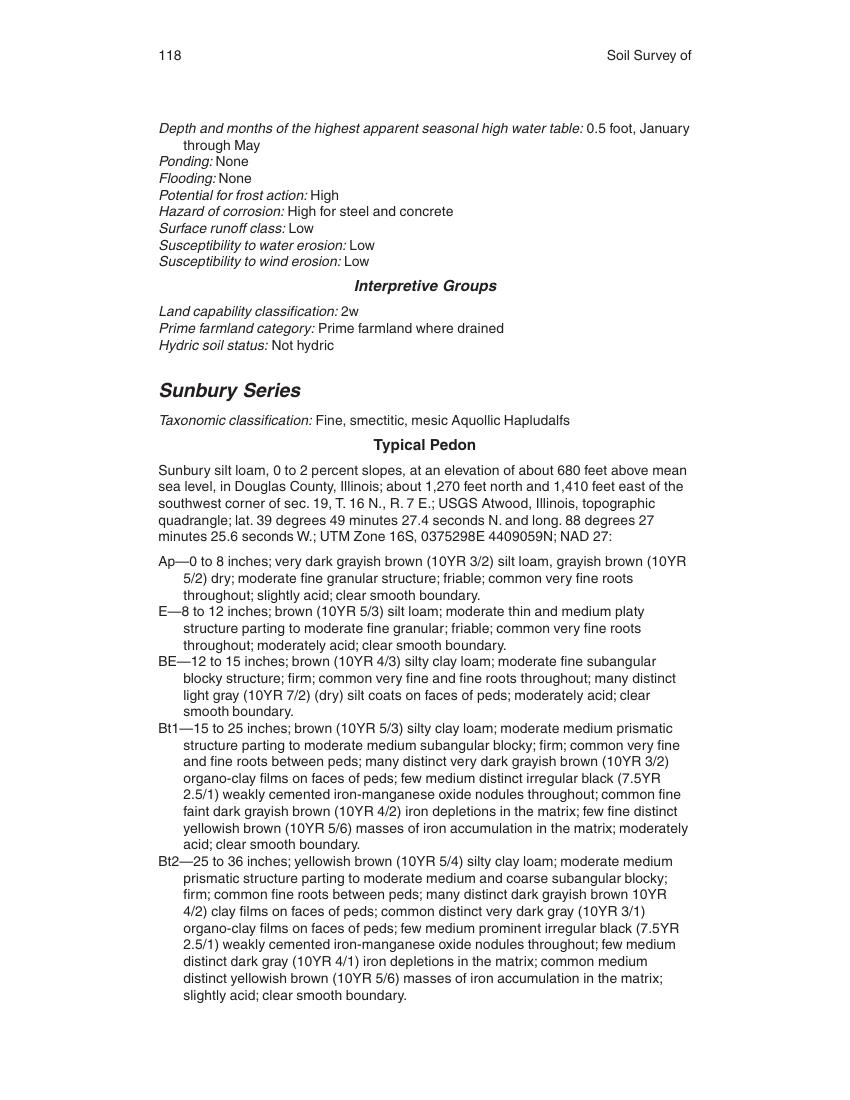 118
Soil Survey of
Depth and months of the highest apparent seasonal high water table: 0.5 foot, January
through May
Ponding: None
Flooding: None
Potential for frost action: High
Hazard of corrosion: High for steel and concrete
Surface runoff class: Low
Susceptibility to water erosion: Low
Susceptibility to wind erosion: Low
Interpretive Groups
Land capability classification: 2w
Prime farmland category: Prime farmland where drained
Hydric soil status: Not hydric
Sunbury Series
Taxonomic classification: Fine, smectitic, mesic Aquollic Hapludalfs
Typical Pedon
Sunbury silt loam, 0 to 2 percent slopes, at an elevation of about 680 feet above mean
sea level, in Douglas County, Illinois; about 1,270 feet north and 1,410 feet east of the
southwest corner of sec. 19, T. 16 N., R. 7 E.; USGS Atwood, Illinois, topographic
quadrangle; lat. 39 degrees 49 minutes 27.4 seconds N. and long. 88 degrees 27
minutes 25.6 seconds W.; UTM Zone 16S, 0375298E 4409059N; NAD 27:
Ap—0 to 8 inches; very dark grayish brown (10YR 3/2) silt loam, grayish brown (10YR
5/2) dry; moderate fine granular structure; friable; common very fine roots
throughout; slightly acid; clear smooth boundary.
E—8 to 12 inches; brown (10YR 5/3) silt loam; moderate thin and medium platy
structure parting to moderate fine granular; friable; common very fine roots
throughout; moderately acid; clear smooth boundary.
BE—12 to 15 inches; brown (10YR 4/3) silty clay loam; moderate fine subangular
blocky structure; firm; common very fine and fine roots throughout; many distinct
light gray (10YR 7/2) (dry) silt coats on faces of peds; moderately acid; clear
smooth boundary.
Bt1—15 to 25 inches; brown (10YR 5/3) silty clay loam; moderate medium prismatic
structure parting to moderate medium subangular blocky; firm; common very fine
and fine roots between peds; many distinct very dark grayish brown (10YR 3/2)
organo-clay films on faces of peds; few medium distinct irregular black (7.5YR
2.5/1) weakly cemented iron-manganese oxide nodules throughout; common fine
faint dark grayish brown (10YR 4/2) iron depletions in the matrix; few fine distinct
yellowish brown (10YR 5/6) masses of iron accumulation in the matrix; moderately
acid; clear smooth boundary.
Bt2—25 to 36 inches; yellowish brown (10YR 5/4) silty clay loam; moderate medium
prismatic structure parting to moderate medium and coarse subangular blocky;
firm; common fine roots between peds; many distinct dark grayish brown 10YR
4/2) clay films on faces of peds; common distinct very dark gray (10YR 3/1)
organo-clay films on faces of peds; few medium prominent irregular black (7.5YR
2.5/1) weakly cemented iron-manganese oxide nodules throughout; few medium
distinct dark gray (10YR 4/1) iron depletions in the matrix; common medium
distinct yellowish brown (10YR 5/6) masses of iron accumulation in the matrix;
slightly acid; clear smooth boundary.